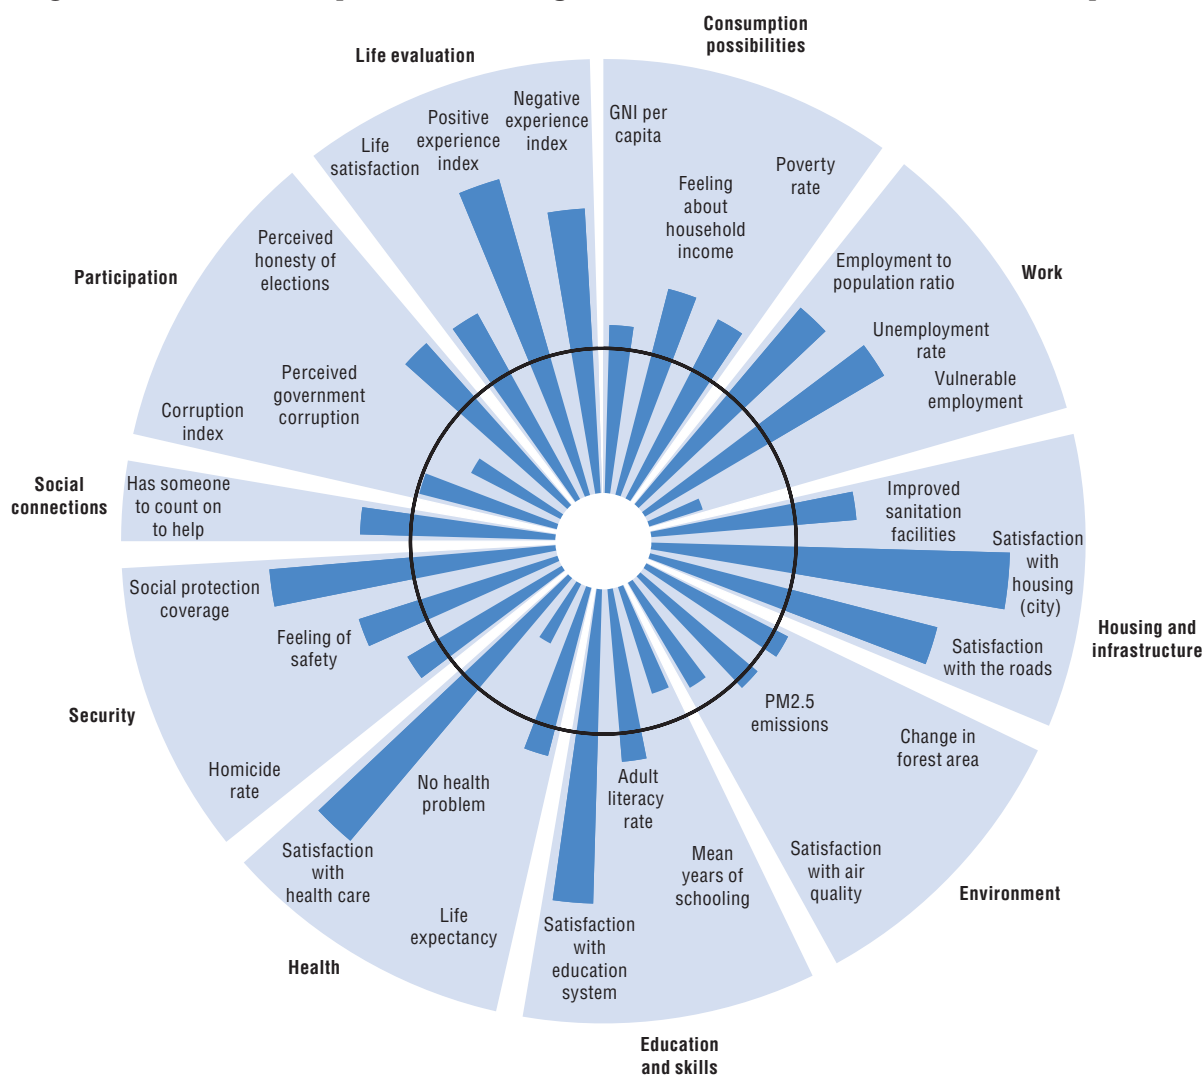 Consumption
possibilities
GNI per
capita
Feeling
about
household
income
Poverty
rate
Work
Employment to
population ratio
Unemployment
rate
Vulnerable
employment
Housing and
infrastructure
Improved
sanitation
facilities
Satisfaction
with
housing
(city)
Satisfaction
with the roads
Environment
PM2.5
emissions
Change in
forest area
Satisfaction
with air
quality
Education
and skills
Mean
years of
schooling
Adult
literacy
rate
Satisfaction
with
education
system
Health
Life
expectancy
No health
problem
Satisfaction
with
health care
Security
Homicide
rate
Feeling of
safety
Social protection
coverage
Social
connections
Has someone
to count on
to help
Participation
Corruption
index
Perceived
government
corruption
Perceived
honesty of
elections
Life evaluation
Life
satisfaction
Positive
experience
index
Negative
experience
index